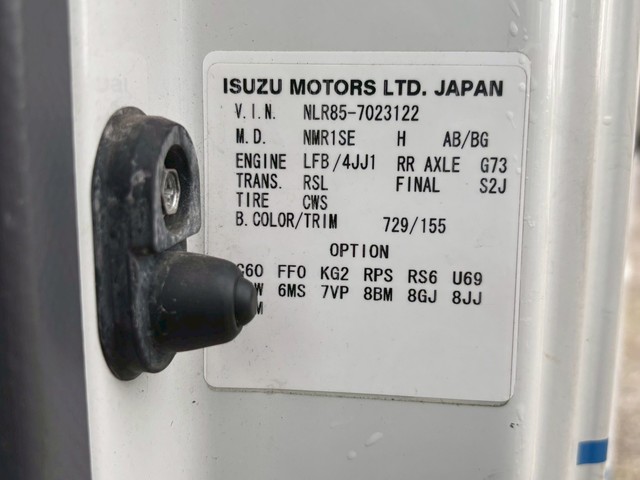 ISUZU MOTORS LTD. JAPAN
V.I.N. NLR85-7023122
M.D. NMR1SE H AB/BG
ENGINE LFB/4JJ1 RR AXLE G73
TRANS. RSL FINAL S2J
TIRE CWS
B.COLOR/TRIM 729/155
OPTION
FF0 KG2 RPS RS6 U69
6MS 7VP 8BM 8GJ 8JJ